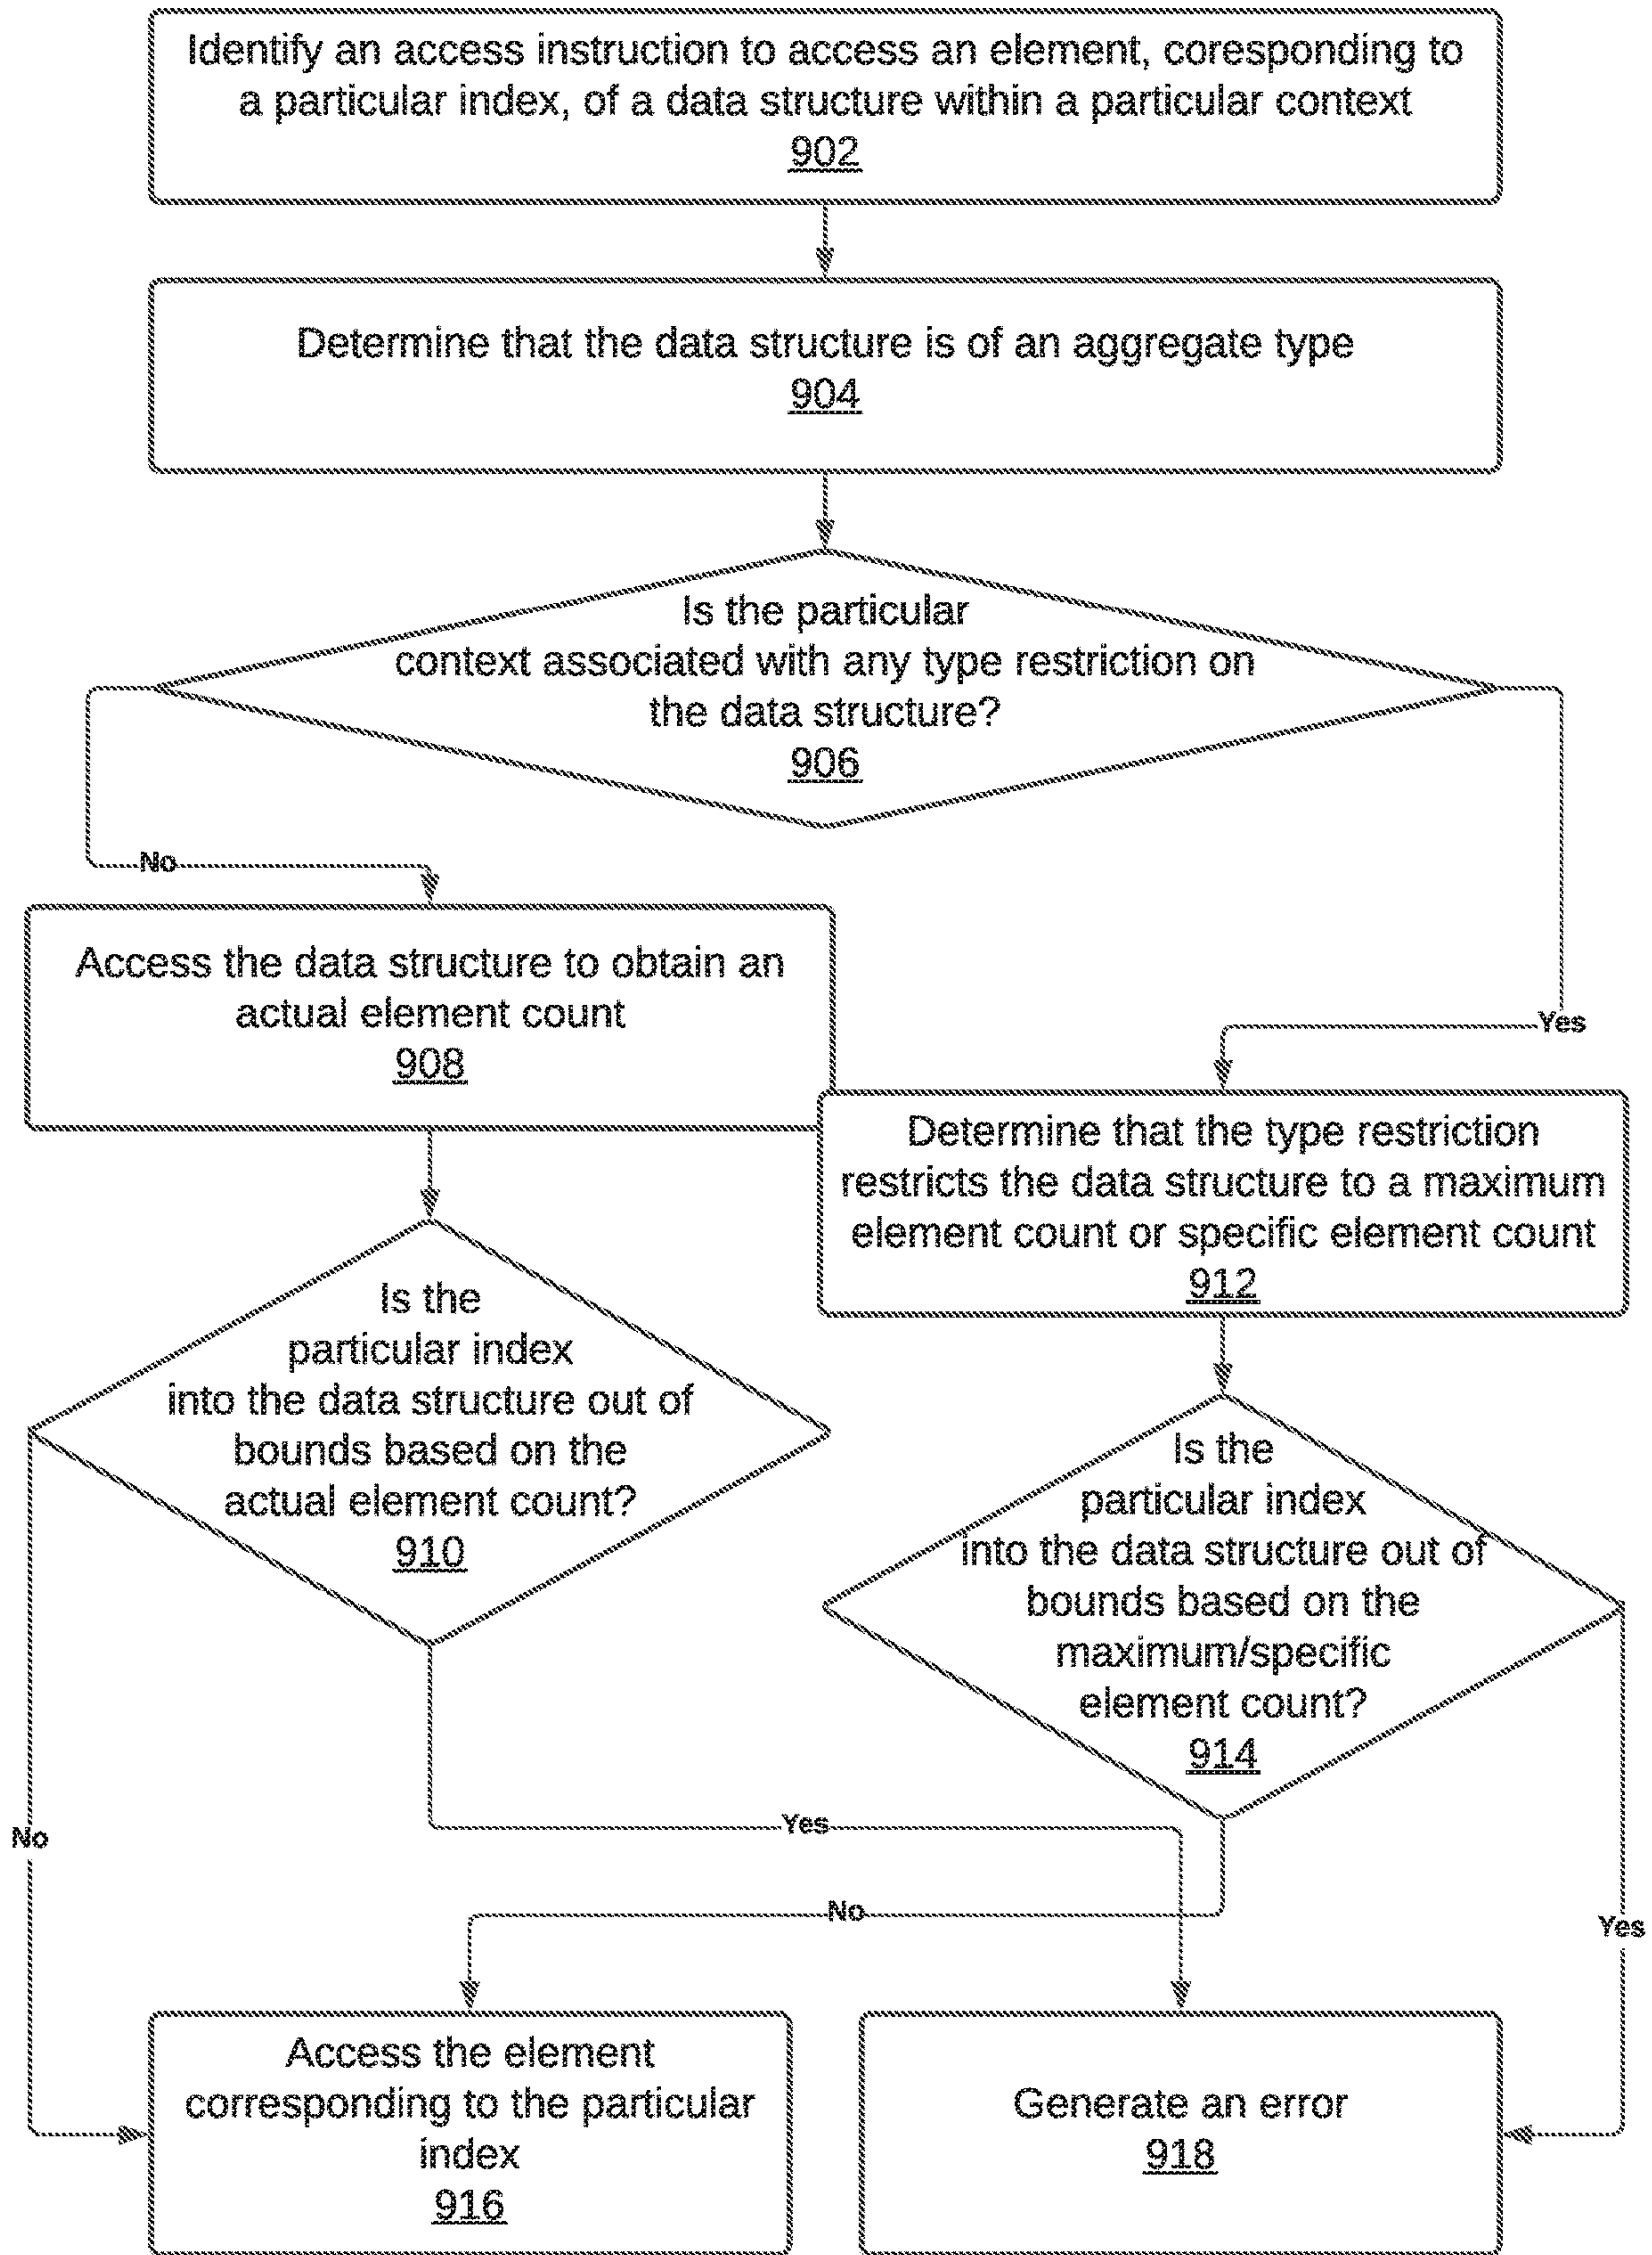 Identify an access instruction to access an element, coresponding to
a particular index, of a data structure within a particular context
902
Determine that the data structure is of an aggregate type
904
Is the particular
context associated with any type restriction on
the data structure?
906
No
Access the data structure to obtain an
actual element count
908
Yes
Determine that the type restriction
restricts the data structure to a maximum
element count or specific element count
912
Is the
particular index
into the data structure out of
bounds based on the
actual element count?
910
Is the
particular index
into the data structure out of
bounds based on the
maximum/specific
element count?
914
No
Yes
No
Yes
Access the element
corresponding to the particular
index
916
Generate an error
918